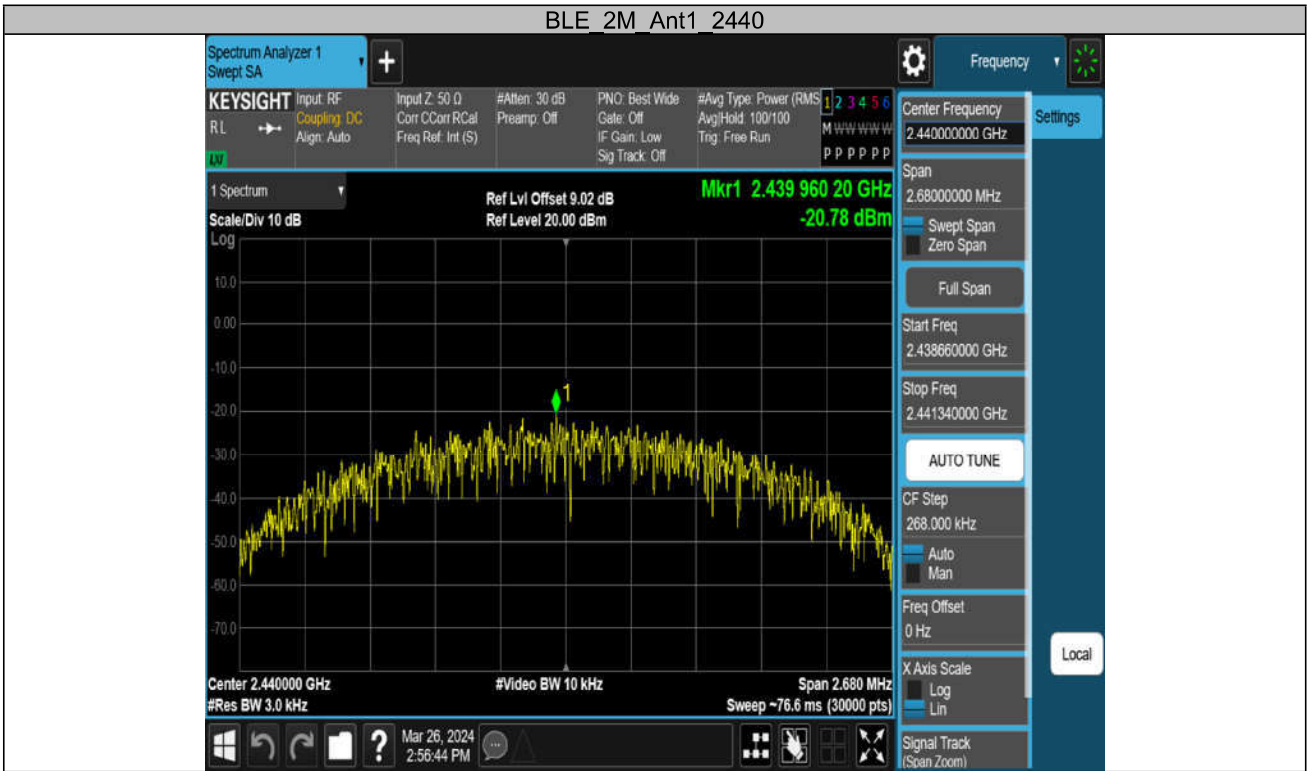 BLE_2M_Ant1_2440
Spectrum Analyzer 1
Swept SA
+
Frequency
KEYSIGHT
RL
LXI
Input: RF
Coupling: DC
Align: Auto
Input Z: 50 Ω
Corr CCorr RCal
Freq Ref: Int (S)
#Atten: 30 dB
Preamp: Off
PNO: Best Wide
Gate: Off
IF Gain: Low
Sig Track: Off
#Avg Type: Power (RMS
Avg|Hold: 100/100
Trig: Free Run
1 2 3 4 5 6
M W W W W W
P P P P P P
1 Spectrum
Scale/Div 10 dB
Log
Ref Lvl Offset 9.02 dB
Ref Level 20.00 dBm
Mkr1 2.439 960 20 GHz
-20.78 dBm
10.0
0.00
-10.0
-20.0
-30.0
-40.0
-50.0
-60.0
-70.0
1
Center 2.440000 GHz
#Res BW 3.0 kHz
#Video BW 10 kHz
Span 2.680 MHz
Sweep ~76.6 ms (30000 pts)
Center Frequency
2.440000000 GHz
Settings
Span
2.68000000 MHz
Swept Span
Zero Span
Full Span
Start Freq
2.438660000 GHz
Stop Freq
2.441340000 GHz
AUTO TUNE
CF Step
268.000 kHz
Auto
Man
Freq Offset
0 Hz
X Axis Scale
Log
Lin
Signal Track
(Span Zoom)
Local
?
Mar 26, 2024
2:56:44 PM